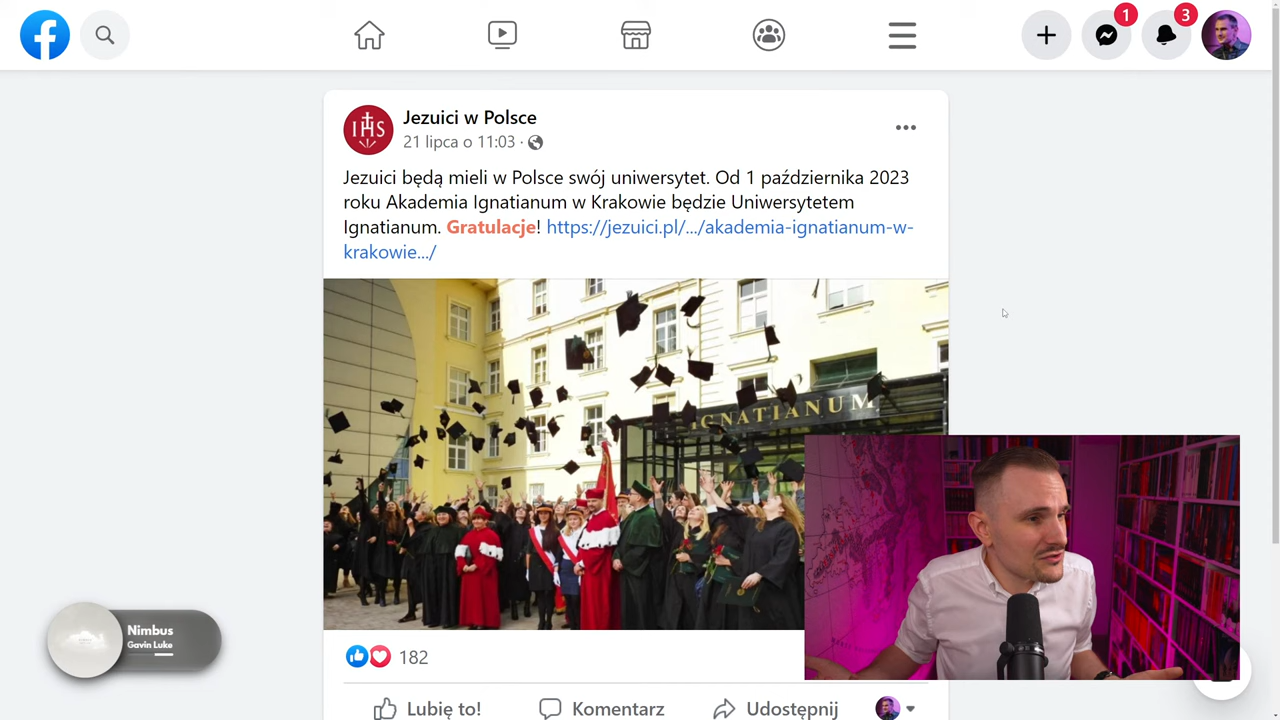 1
3
IHS
Jezuici w Polsce
21 lipca o 11:03 ·
Jezuici będą mieli w Polsce swój uniwersytet. Od 1 października 2023
roku Akademia Ignatianum w Krakowie będzie Uniwersytetem
Ignatianum. Gratulacje! https://jezuici.pl/.../akademia-ignatianum-w-
krakowie.../
IGNATIANUM
Nimbus
Gavin Luke
182
Lubię to!
Komentarz
Udostępnij